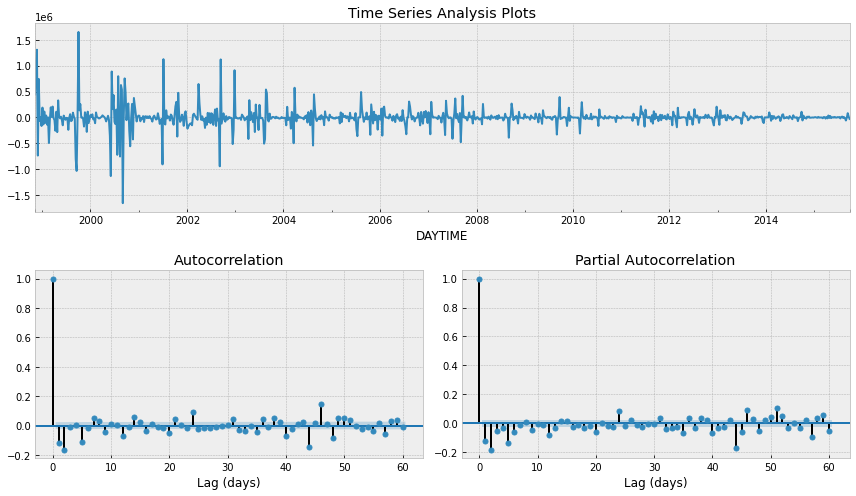 Time Series Analysis Plots
1e6
1.5
1.0
0.5
0.0
−0.5
−1.0
−1.5
2000 2002 2004 2006 2008 2010 2012 2014
DAYTIME
Autocorrelation
1.0
0.8
0.6
0.4
0.2
0.0
−0.2
0 10 20 30 40 50 60
Lag (days)
Partial Autocorrelation
1.0
0.8
0.6
0.4
0.2
0.0
−0.2
0 10 20 30 40 50 60
Lag (days)